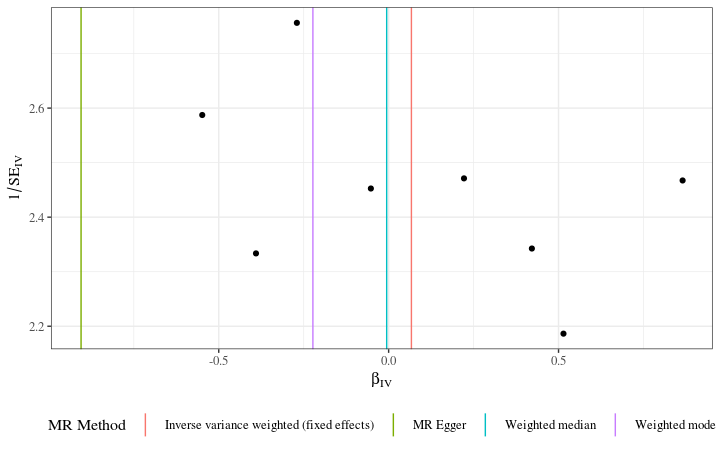 2.6
2.4
2.2
1/SE_IV
-0.5 0.0 0.5
β_IV
MR Method Inverse variance weighted (fixed effects) MR Egger Weighted median Weighted mode